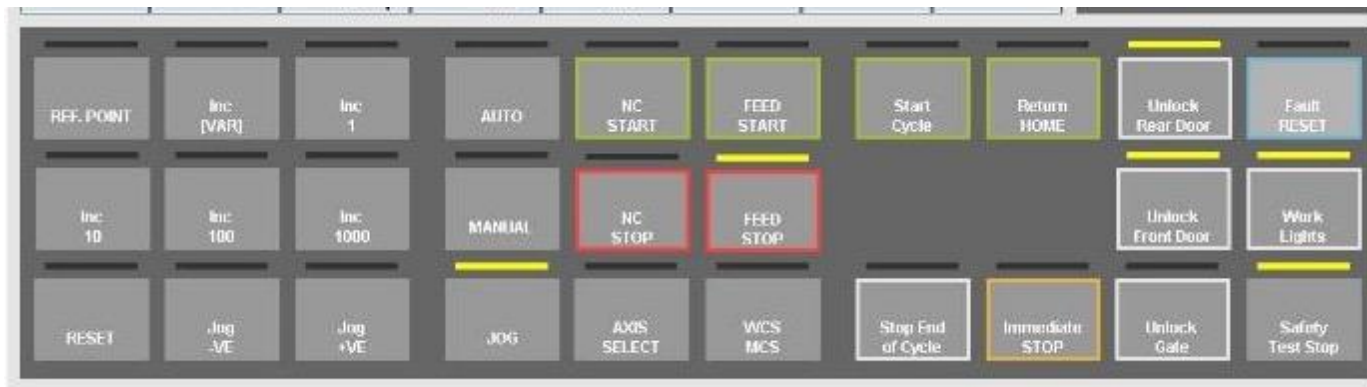 REF. POINT
Inc
[VAR]
Inc
1
AUTO
NC
START
FEED
START
Start
Cycle
Return
HOME
Unlock
Rear Door
Fault
RESET
Inc
10
Inc
100
Inc
1000
MANUAL
NC
STOP
FEED
STOP
Unlock
Front Door
Work
Lights
RESET
Jog
-VE
Jog
+VE
JOG
AXIS
SELECT
WCS
MCS
Stop End
of Cycle
Immediate
STOP
Unlock
Gate
Safety
Test Stop